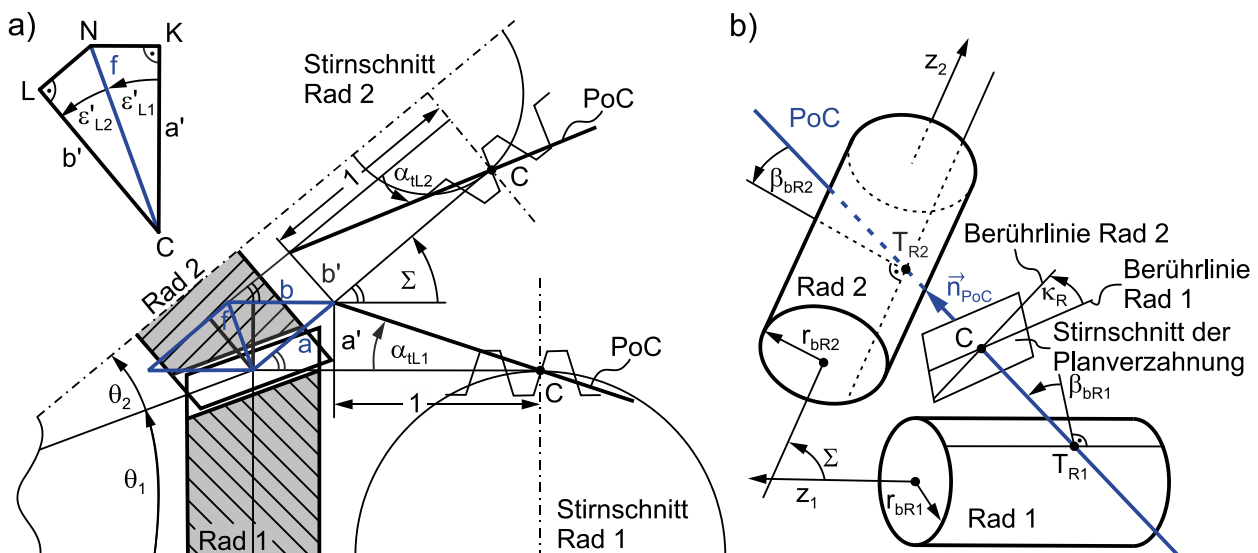 a)
N
K
f
L
ε'L2
ε'L1
a'
b'
C
Stirnschnitt
Rad 2
PoC
αtL2
1
C
Rad 2
b'
Σ
b
f
a
a'
αtL1
PoC
C
1
θ2
θ1
Rad 1
Stirnschnitt
Rad 1
b)
z2
PoC
βbR2
TR2
Berührlinie Rad 2
Berührlinie
Rad 1
κR
n⃗PoC
Rad 2
C
Stirnschnitt der
Planverzahnung
rbR2
βbR1
Σ
TR1
z1
rbR1
Rad 1